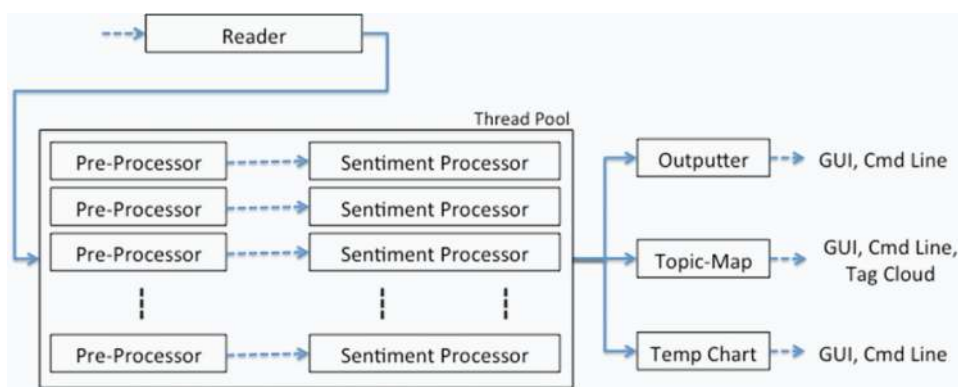 Reader
Thread Pool
Pre-Processor
Sentiment Processor
Pre-Processor
Sentiment Processor
Pre-Processor
Sentiment Processor
Pre-Processor
Sentiment Processor
Outputter
GUI, Cmd Line
Topic-Map
GUI, Cmd Line,
Tag Cloud
Temp Chart
GUI, Cmd Line